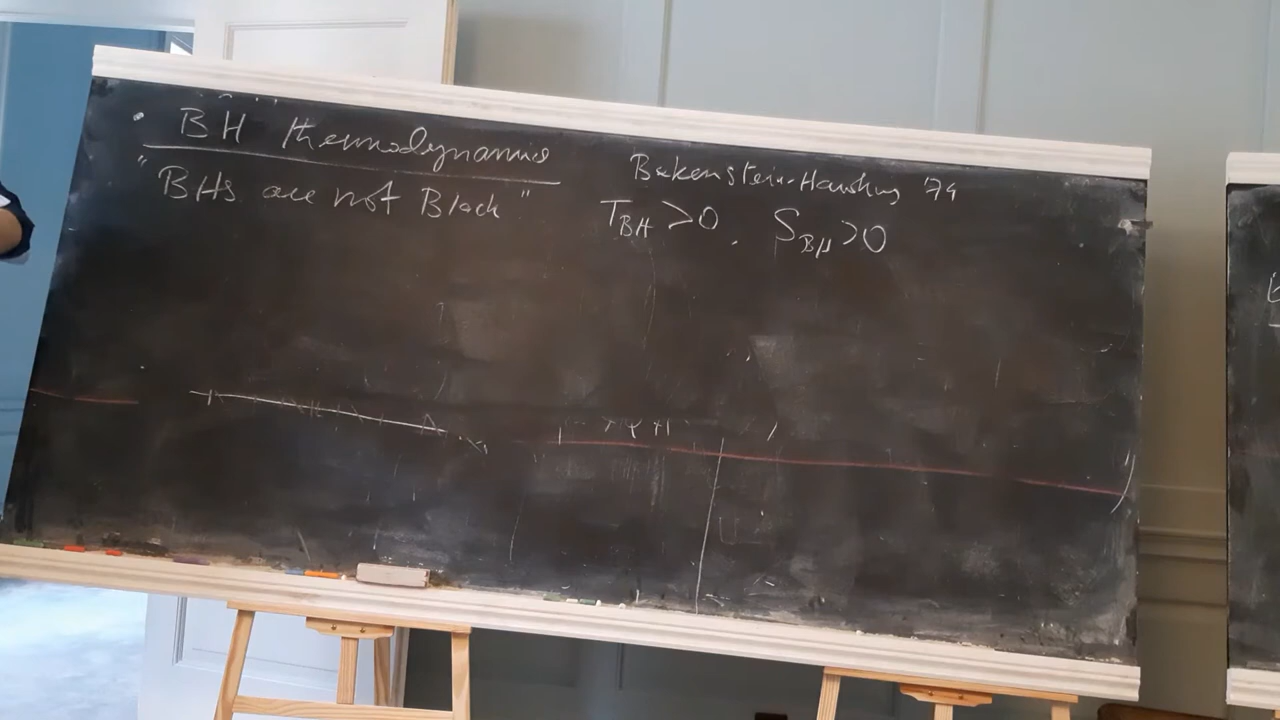 • BH thermodynamics
"BHs are not Black"
Bekenstein-Hawking '74
T_BH >0, S_BH >0